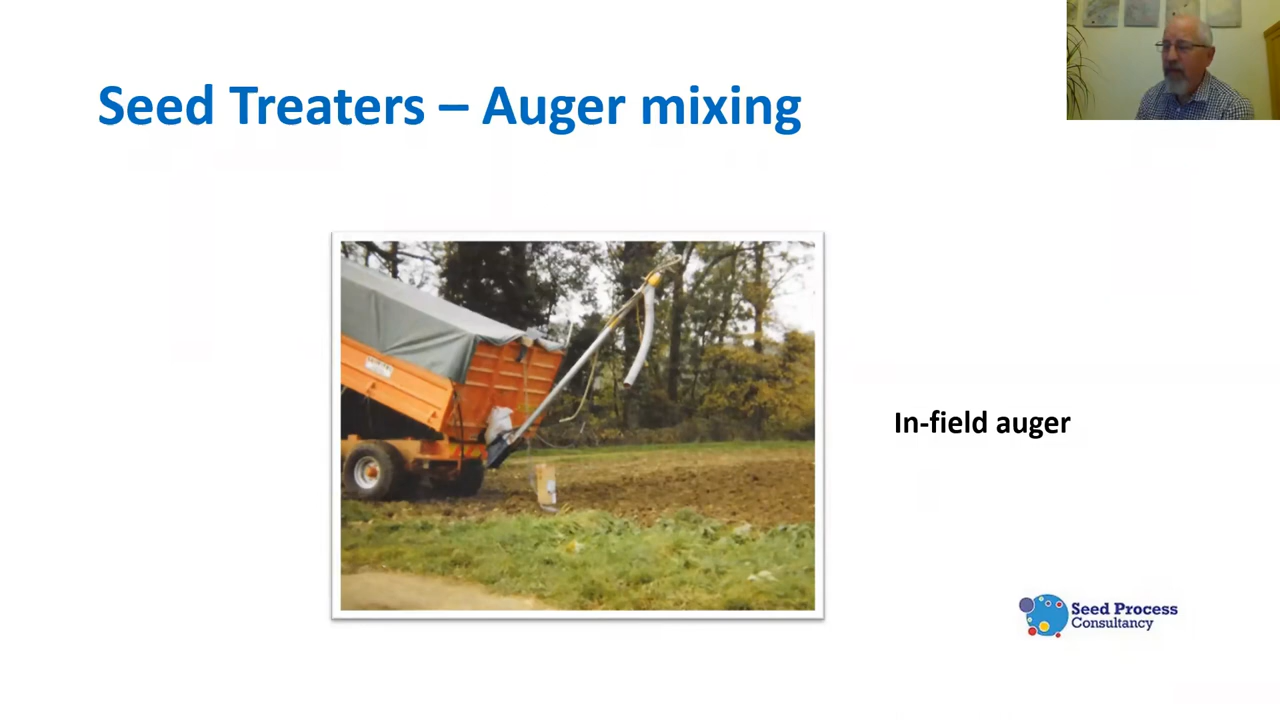 Seed Treaters – Auger mixing
In-field auger
Seed Process
Consultancy